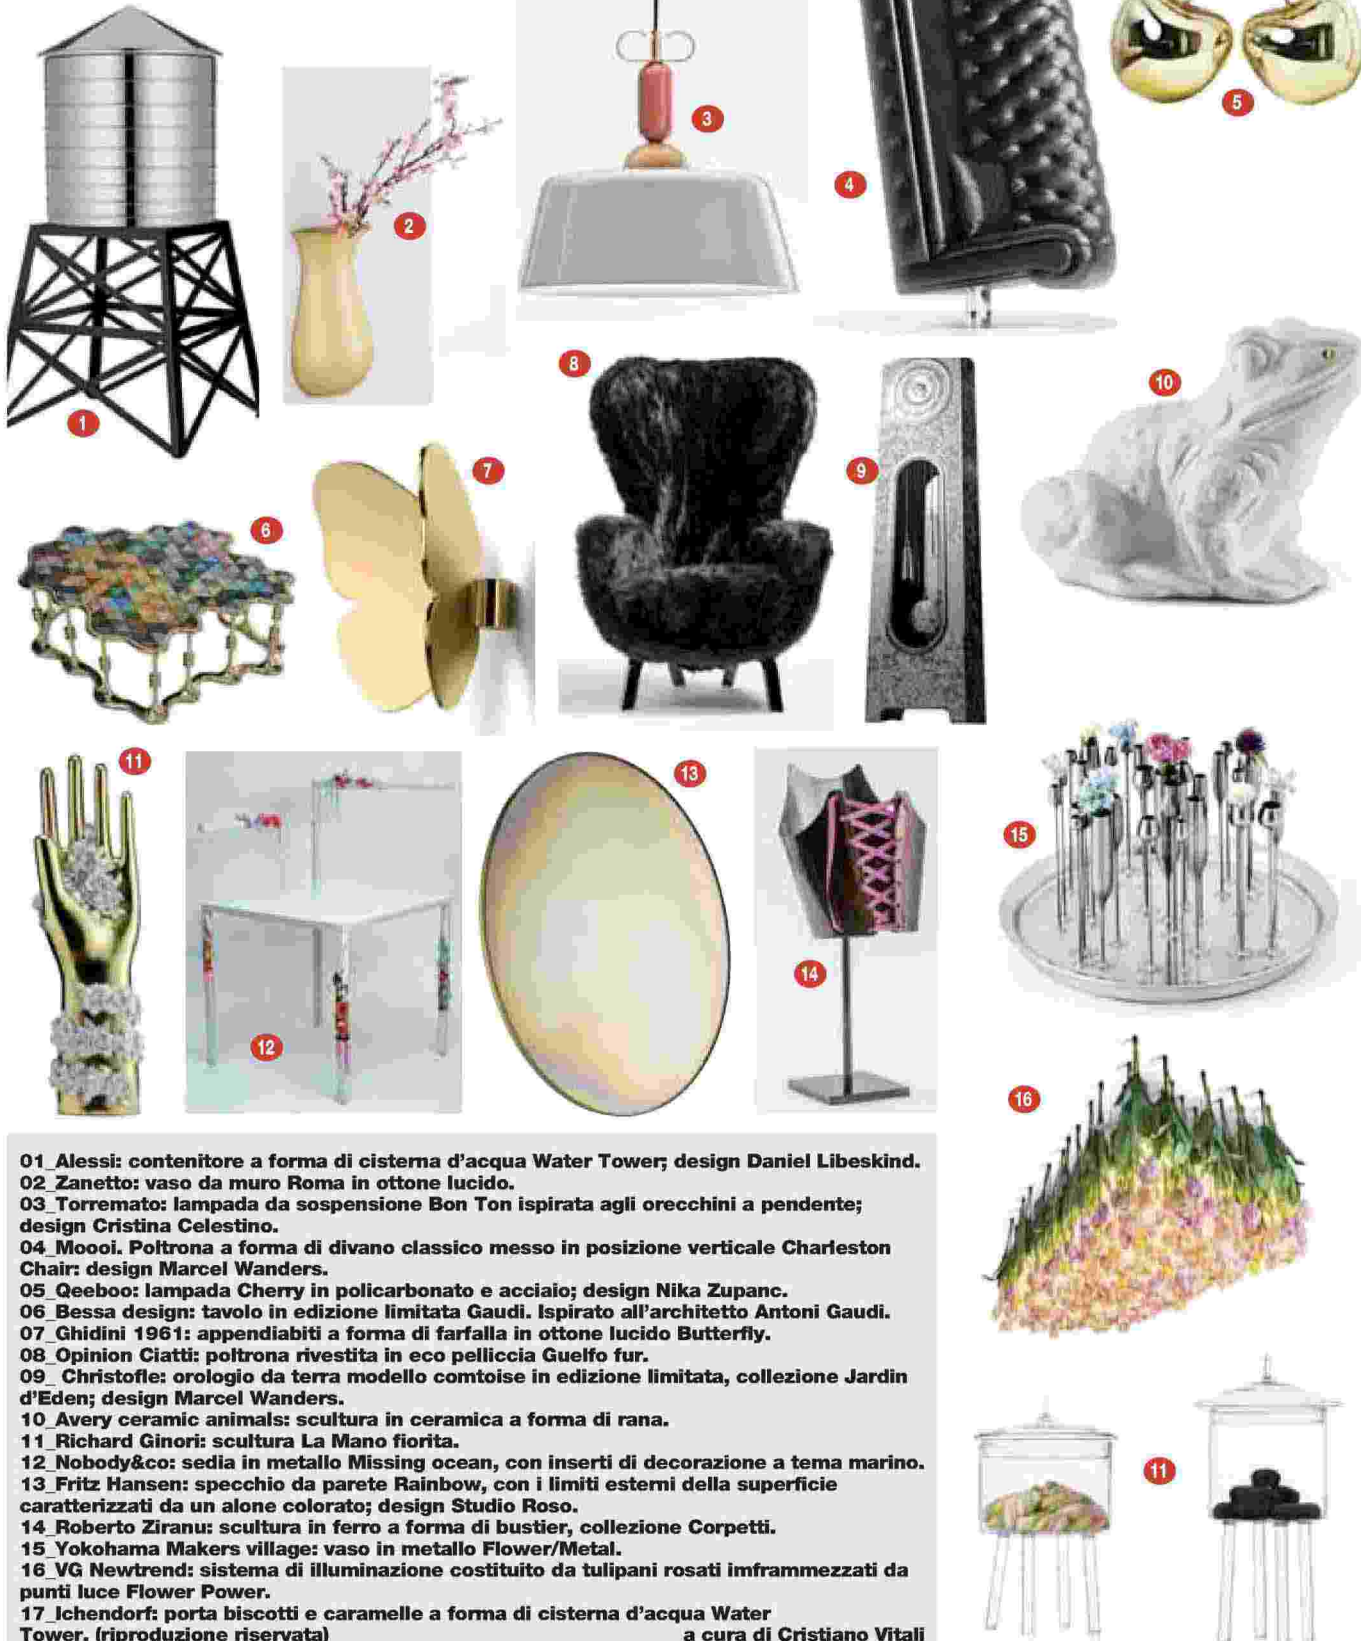 1
2
3
4
5
6
7
8
9
10
11
12
13
14
15
16
11
01_Alessi: contenitore a forma di cisterna d'acqua Water Tower; design Daniel Libeskind.
02_Zanetto: vaso da muro Roma in ottone lucido.
03_Torremato: lampada da sospensione Bon Ton ispirata agli orecchini a pendente;
design Cristina Celestino.
04_Moooi. Poltrona a forma di divano classico messo in posizione verticale Charleston
Chair: design Marcel Wanders.
05_Qeeboo: lampada Cherry in policarbonato e acciaio; design Nika Zupanc.
06_Bessa design: tavolo in edizione limitata Gaudi. Ispirato all'architetto Antoni Gaudi.
07_Ghidini 1961: appendiabiti a forma di farfalla in ottone lucido Butterfly.
08_Opinion Ciatti: poltrona rivestita in eco pelliccia Guelfo fur.
09_ Christofle: orologio da terra modello comtoise in edizione limitata, collezione Jardin
d'Eden; design Marcel Wanders.
10_Avery ceramic animals: scultura in ceramica a forma di rana.
11_Richard Ginori: scultura La Mano fiorita.
12_Nobody&co: sedia in metallo Missing ocean, con inserti di decorazione a tema marino.
13_Fritz Hansen: specchio da parete Rainbow, con i limiti esterni della superficie
caratterizzati da un alone colorato; design Studio Roso.
14_Roberto Ziranu: scultura in ferro a forma di bustier, collezione Corpetti.
15_Yokohama Makers village: vaso in metallo Flower/Metal.
16_VG Newtrend: sistema di illuminazione costituito da tulipani rosati imframmezzati da
punti luce Flower Power.
17_Ichendorf: porta biscotti e caramelle a forma di cisterna d'acqua Water
Tower. (riproduzione riservata) a cura di Cristiano Vitali